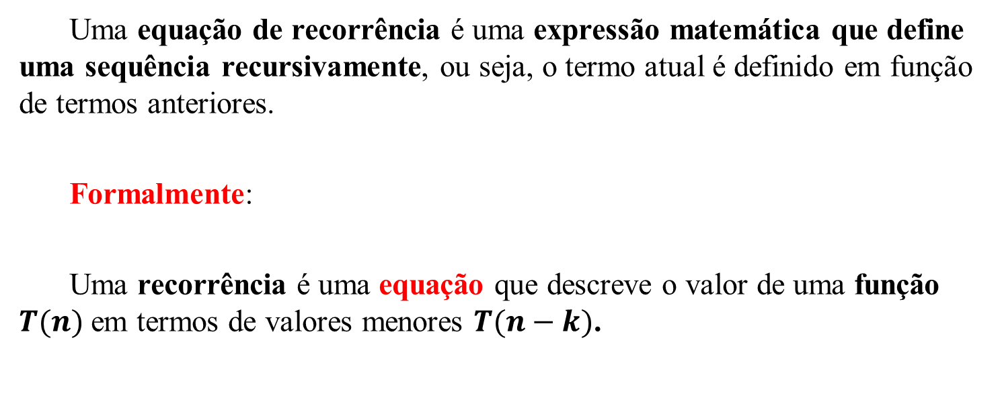 Uma equação de recorrência é uma expressão matemática que define
uma sequência recursivamente, ou seja, o termo atual é definido em função
de termos anteriores.
Formalmente:
Uma recorrência é uma equação que descreve o valor de uma função
T(n) em termos de valores menores T(n − k).